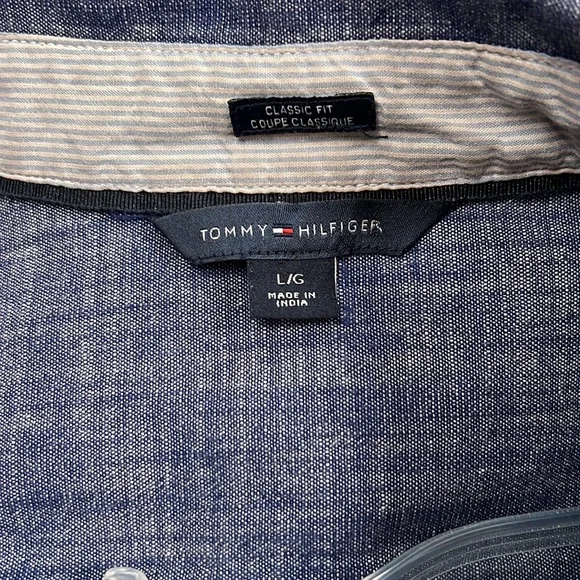 CLASSIC FIT
COUPE CLASSIQUE
TOMMY HILFIGER
L/G
MADE IN
INDIA